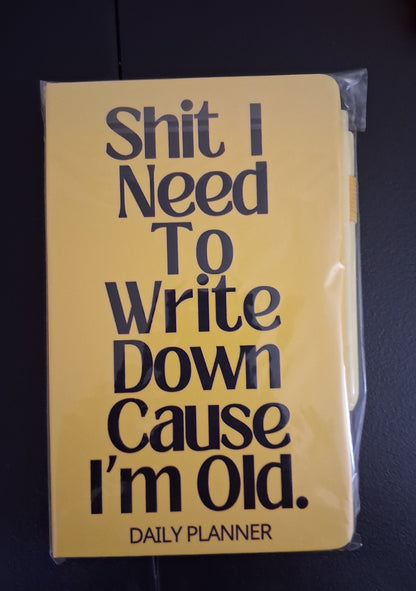 Shit I
Need
To
Write
Down
Cause
I'm Old.
DAILY PLANNER